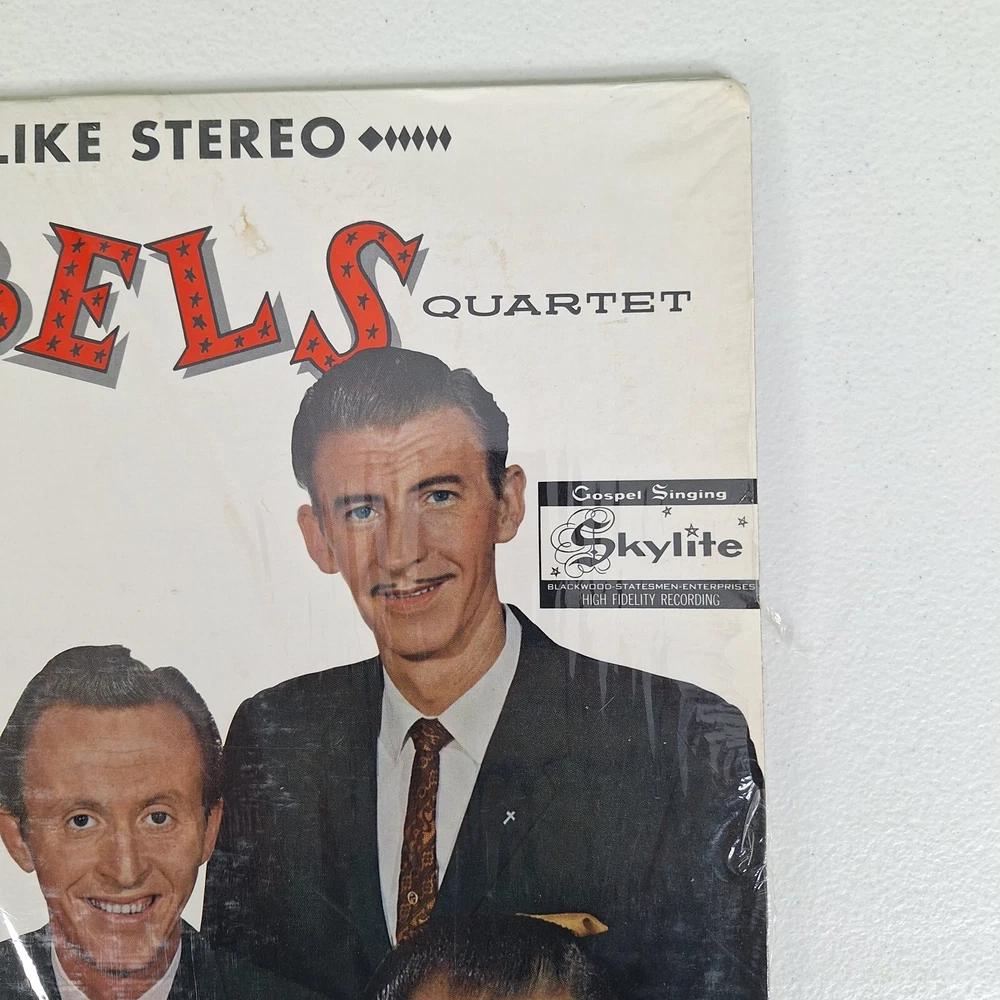 LIKE STEREO
BELS
QUARTET
Gospel Singing
Skylite
BLACKWOOD-STATESMEN-ENTERPRISES
HIGH FIDELITY RECORDING